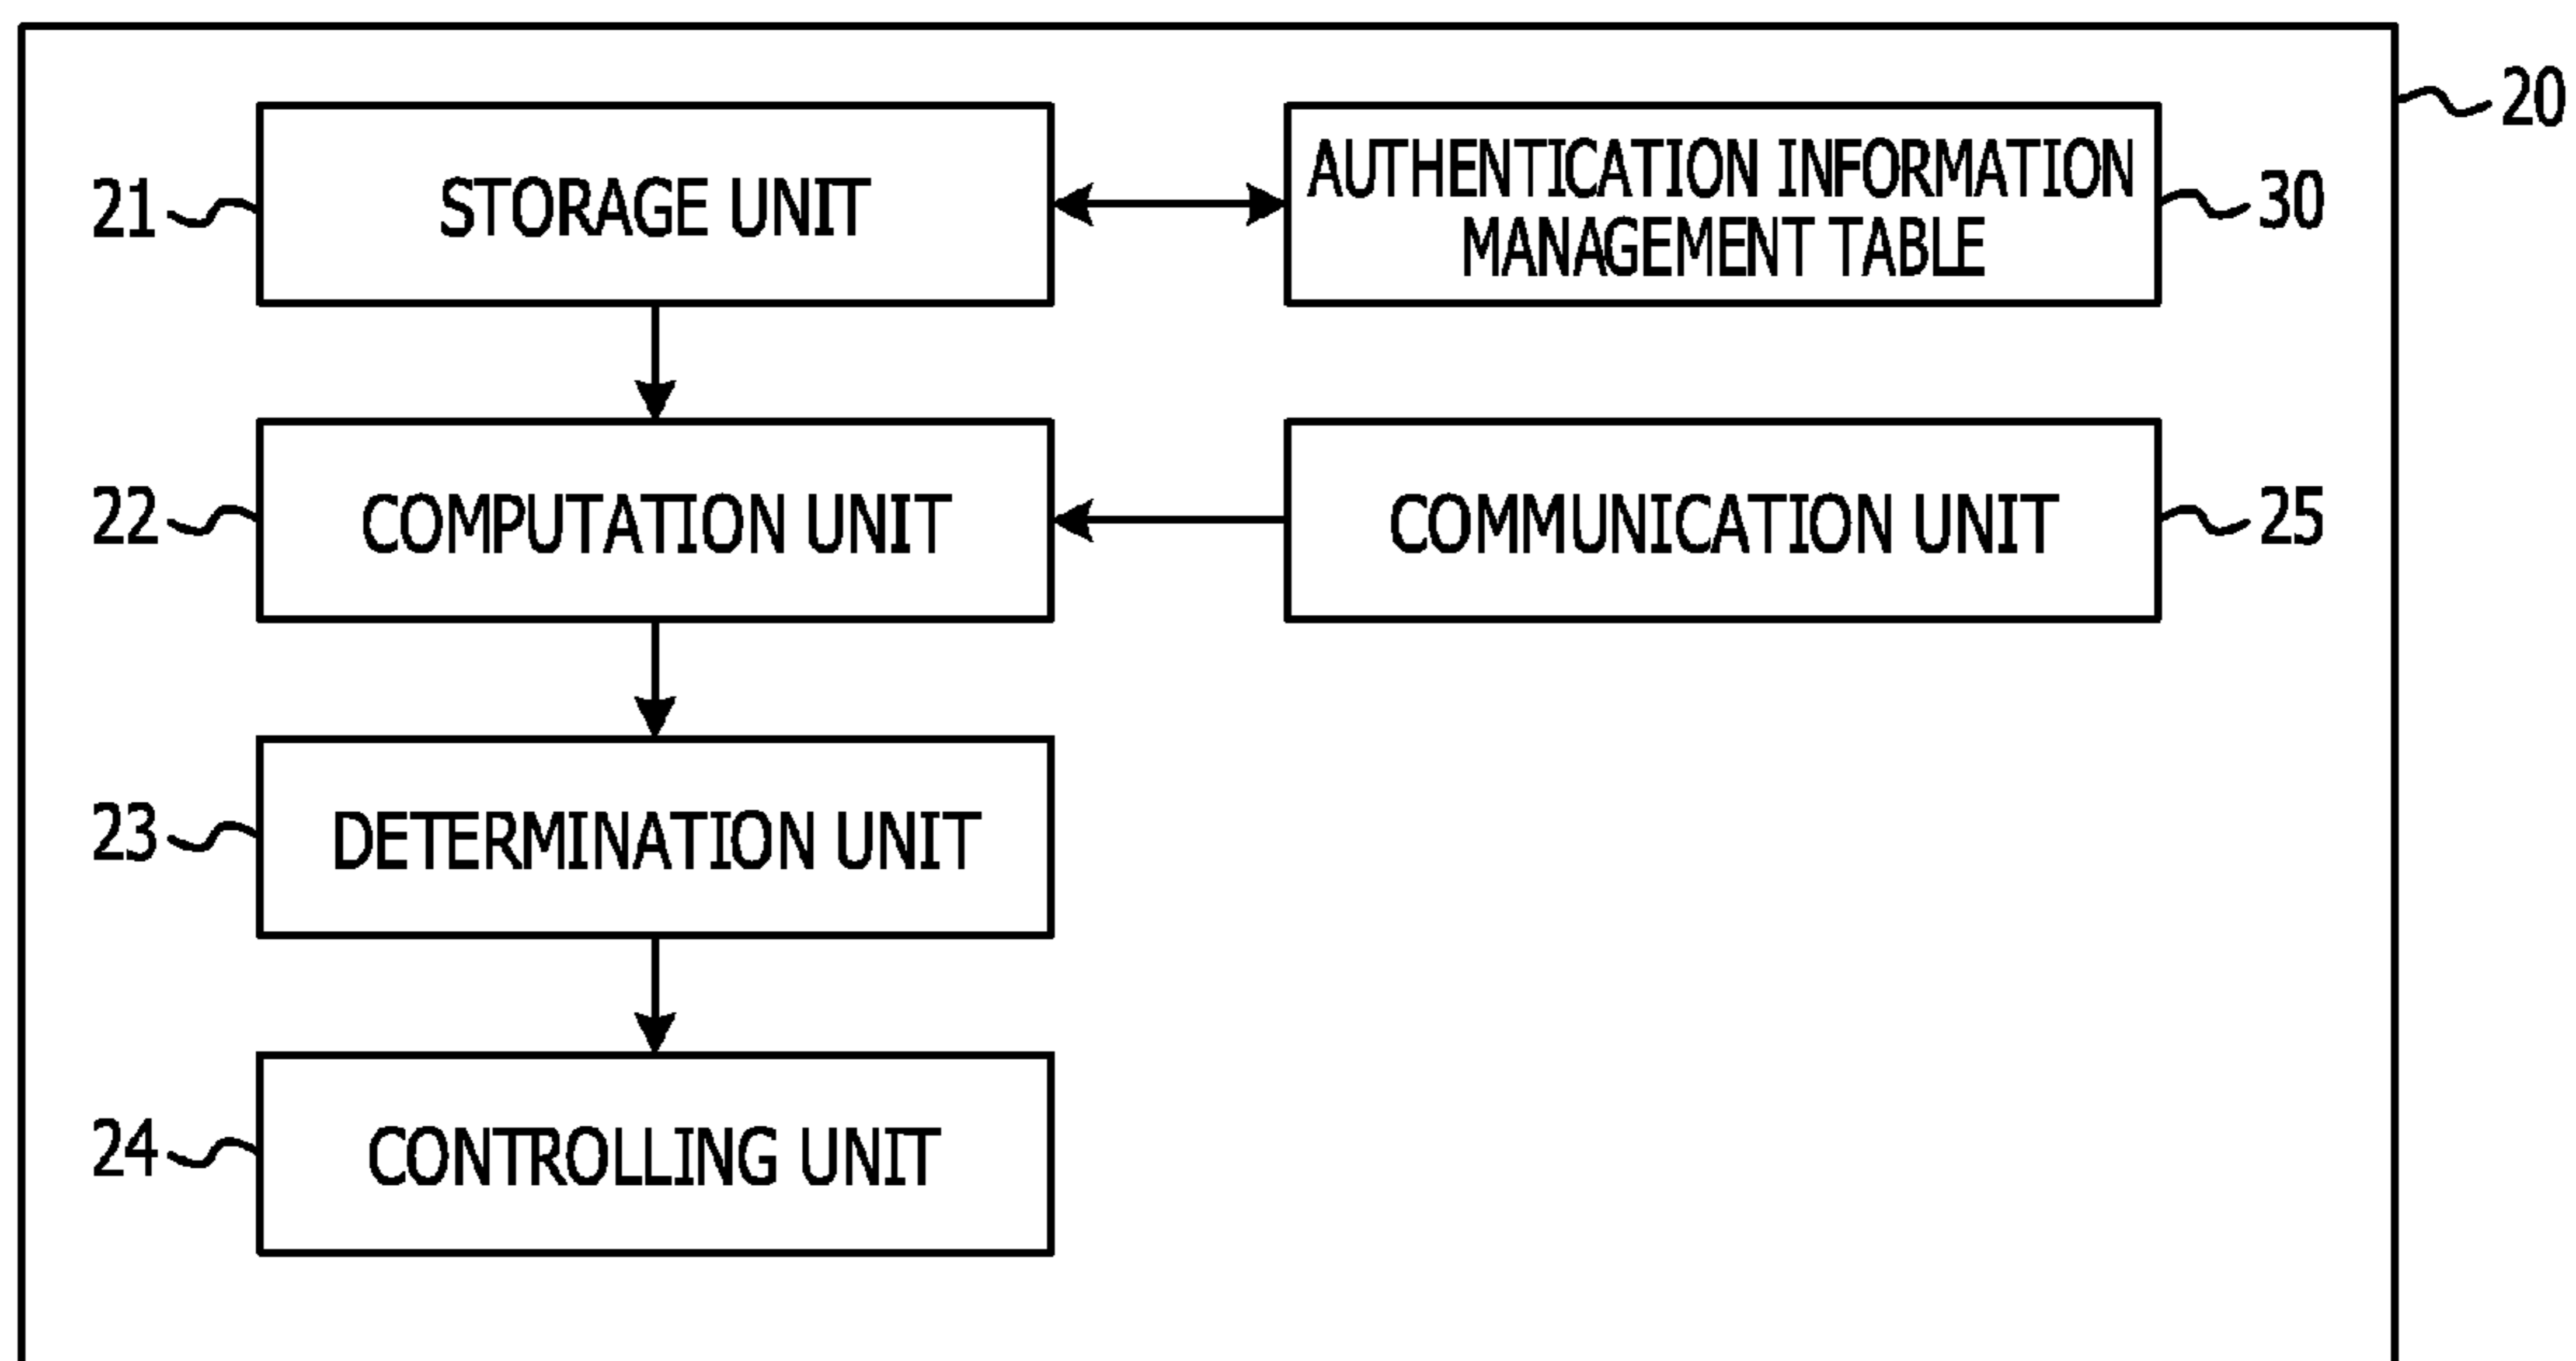 20
21
STORAGE UNIT
AUTHENTICATION INFORMATION
MANAGEMENT TABLE
30
22
COMPUTATION UNIT
COMMUNICATION UNIT
25
23
DETERMINATION UNIT
24
CONTROLLING UNIT